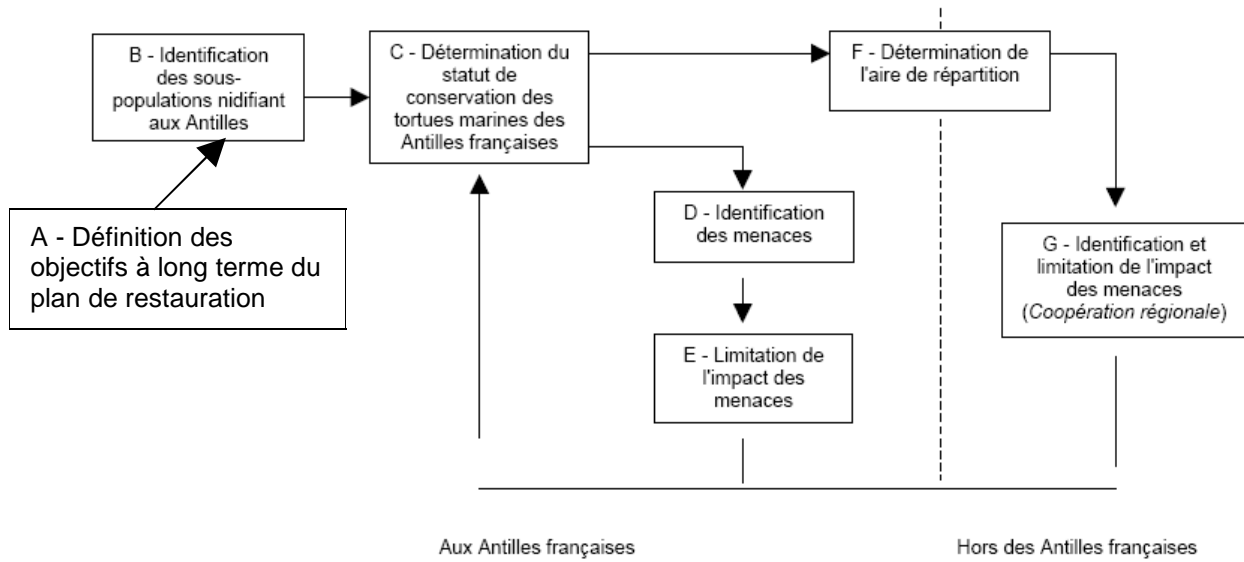 B - Identification
des sous-
populations nidifiant
aux Antilles
C - Détermination du
statut de
conservation des
tortues marines des
Antilles françaises
F - Détermination de
l'aire de répartition
A - Définition des
objectifs à long terme du
plan de restauration
D - Identification
des menaces
G - Identification et
limitation de l'impact
des menaces
(Coopération régionale)
E - Limitation de
l'impact des
menaces
Aux Antilles françaises
Hors des Antilles françaises